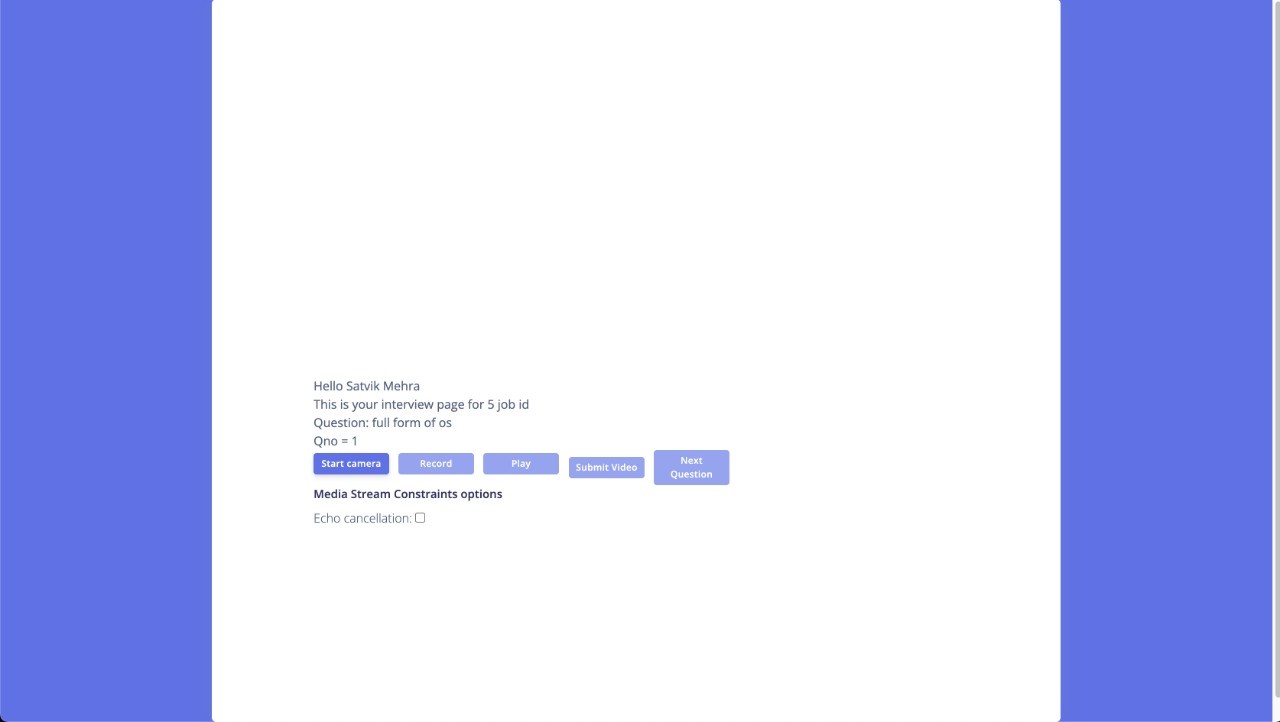 Hello Satvik Mehra
This is your interview page for 5 job id
Question: full form of os
Qno = 1
Start camera
Record
Play
Submit Video
Next
Question
Media Stream Constraints options
Echo cancellation: